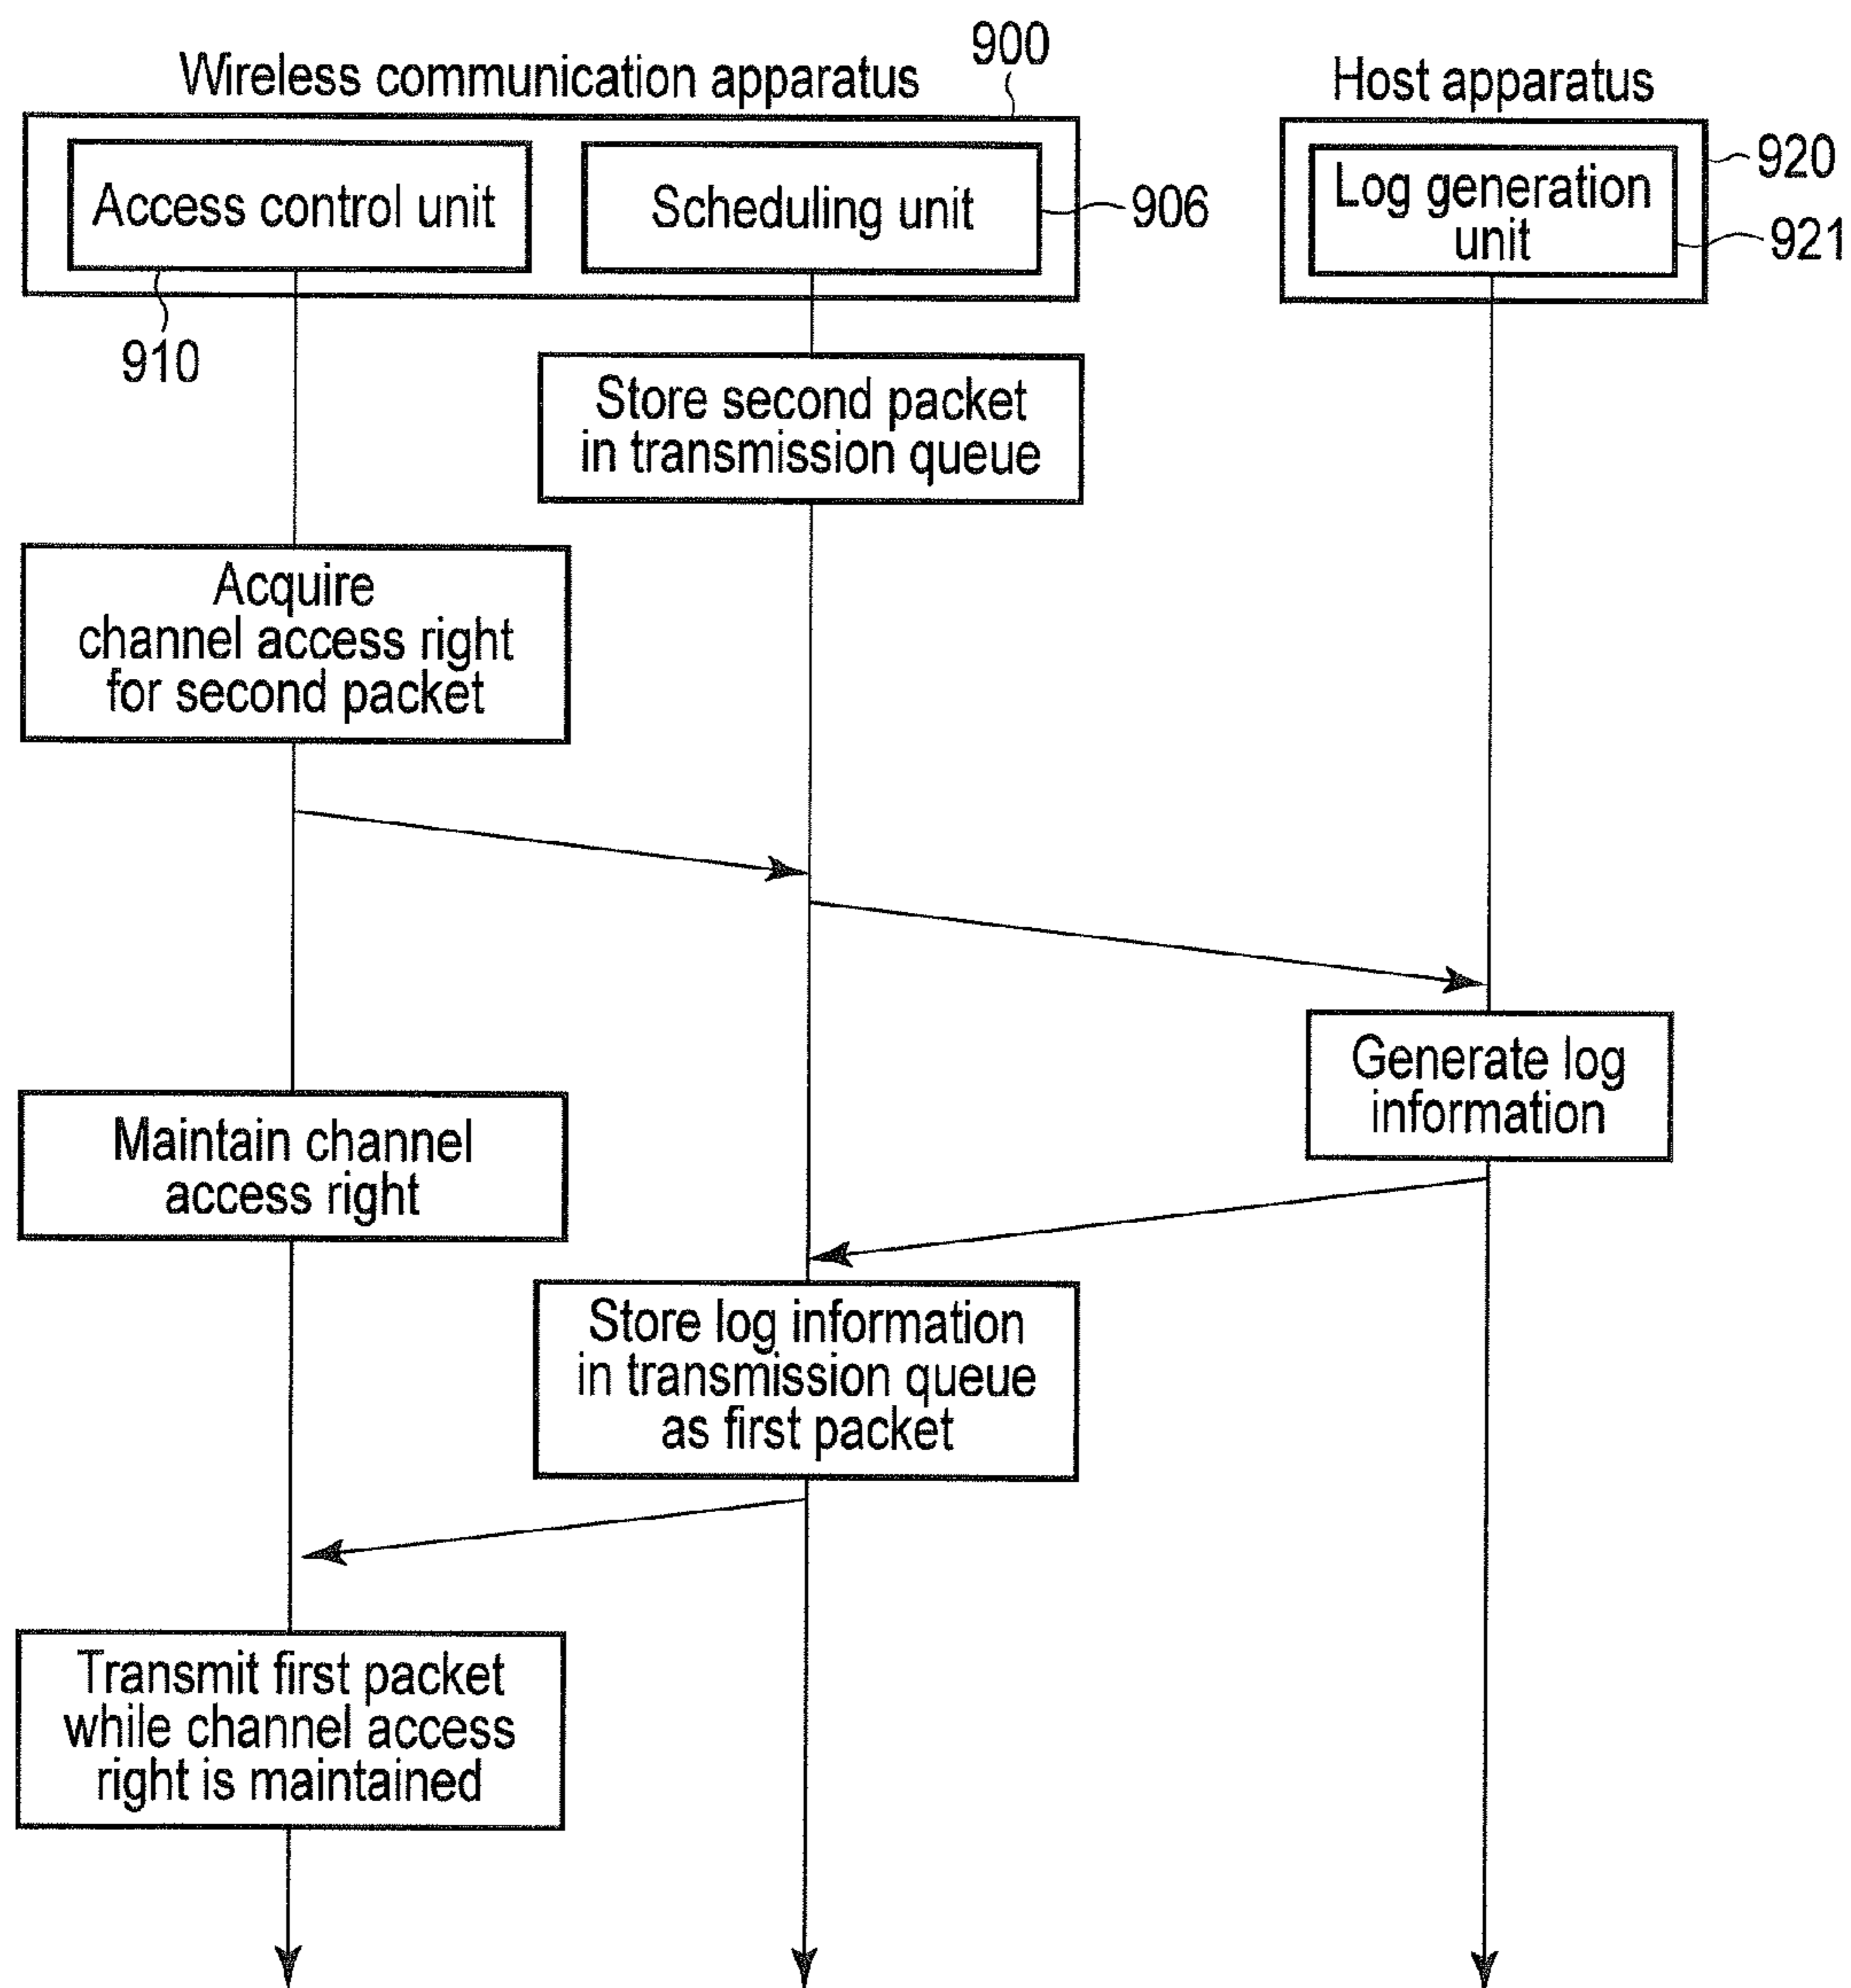 Wireless communication apparatus
900
Host apparatus
Access control unit
Scheduling unit
906
Log generation
unit
920
921
910
Store second packet
in transmission queue
Acquire
channel access right
for second packet
Generate log
information
Maintain channel
access right
Store log information
in transmission queue
as first packet
Transmit first packet
while channel access
right is maintained